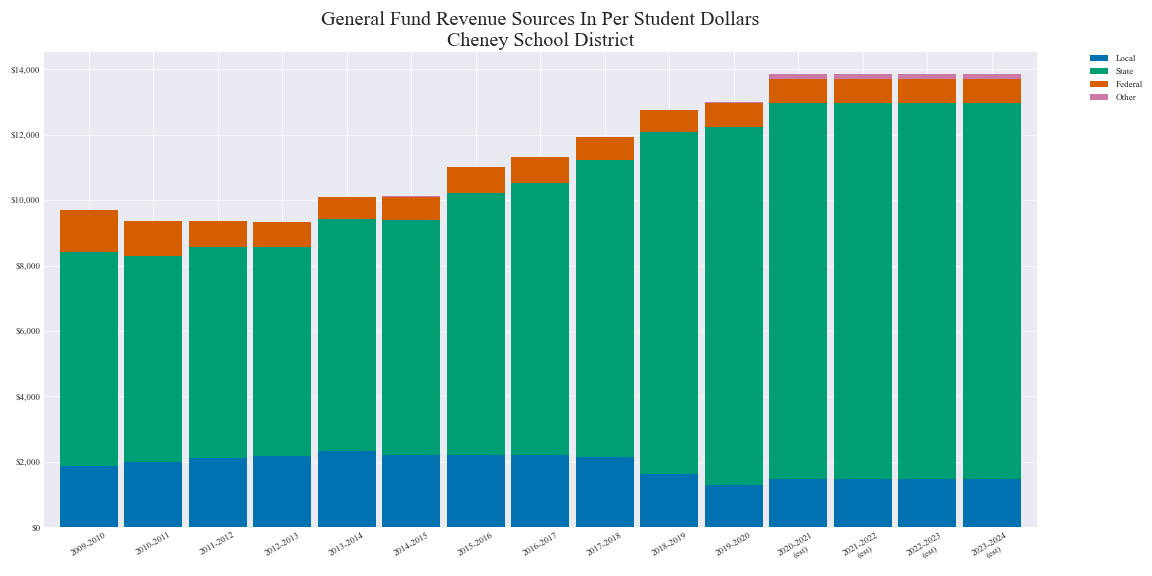 General Fund Revenue Sources In Per Student Dollars
Cheney School District
Local
State
Federal
Other
$14,000
$12,000
$10,000
$8,000
$6,000
$4,000
$2,000
$0
2009-2010
2010-2011
2011-2012
2012-2013
2013-2014
2014-2015
2015-2016
2016-2017
2017-2018
2018-2019
2019-2020
2020-2021
(est)
2021-2022
(est)
2022-2023
(est)
2023-2024
(est)